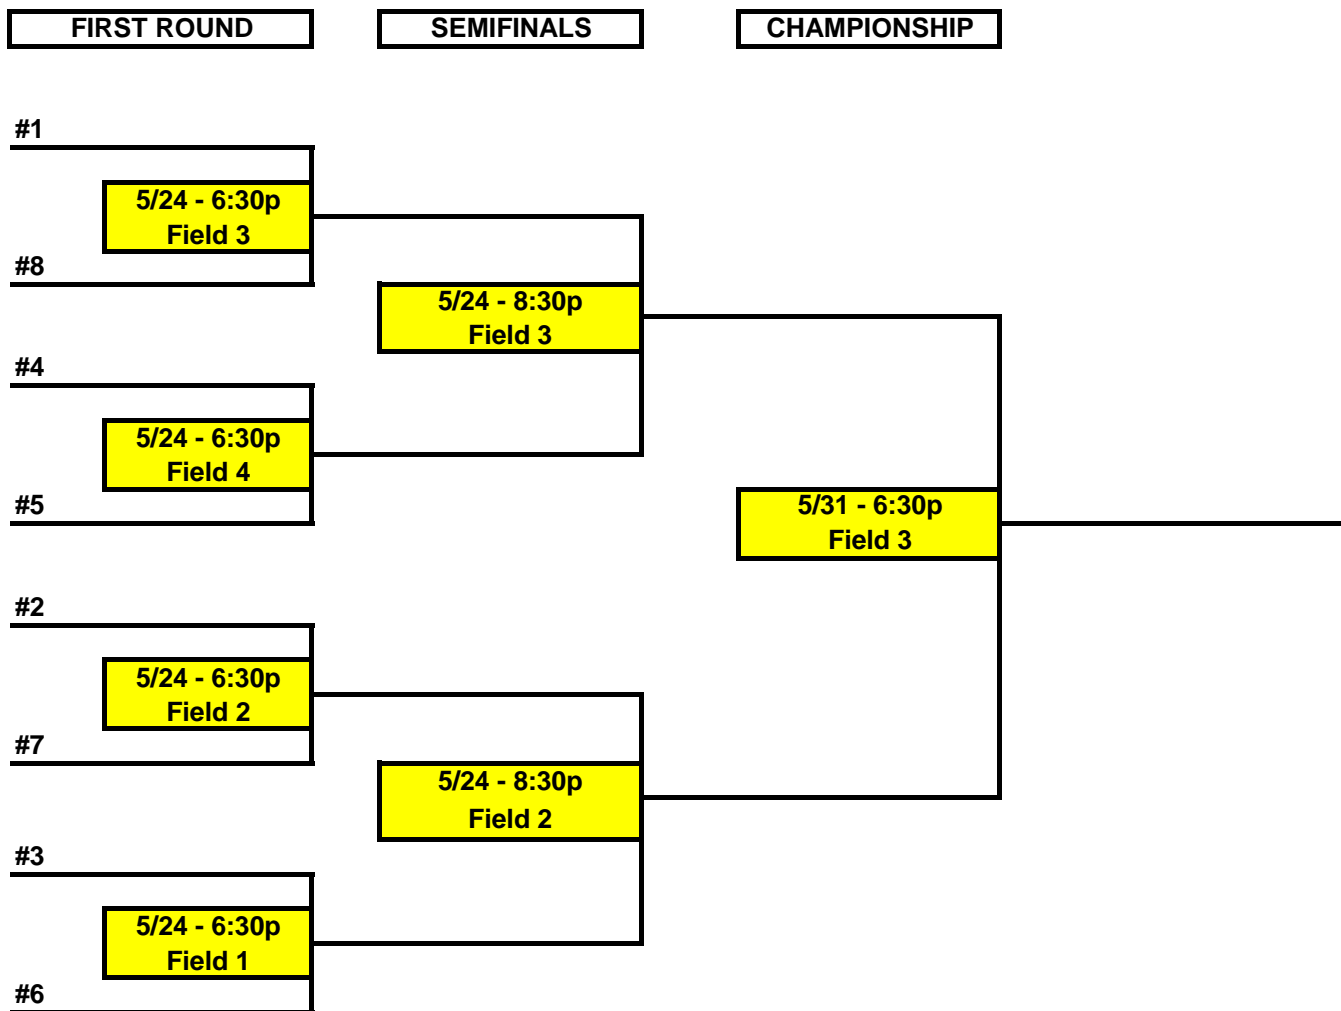 FIRST ROUND
SEMIFINALS
CHAMPIONSHIP
#1
5/24 - 6:30p
Field 3
#8
5/24 - 8:30p
Field 3
#4
5/24 - 6:30p
Field 4
#5
5/31 - 6:30p
Field 3
#2
5/24 - 6:30p
Field 2
#7
5/24 - 8:30p
Field 2
#3
5/24 - 6:30p
Field 1
#6